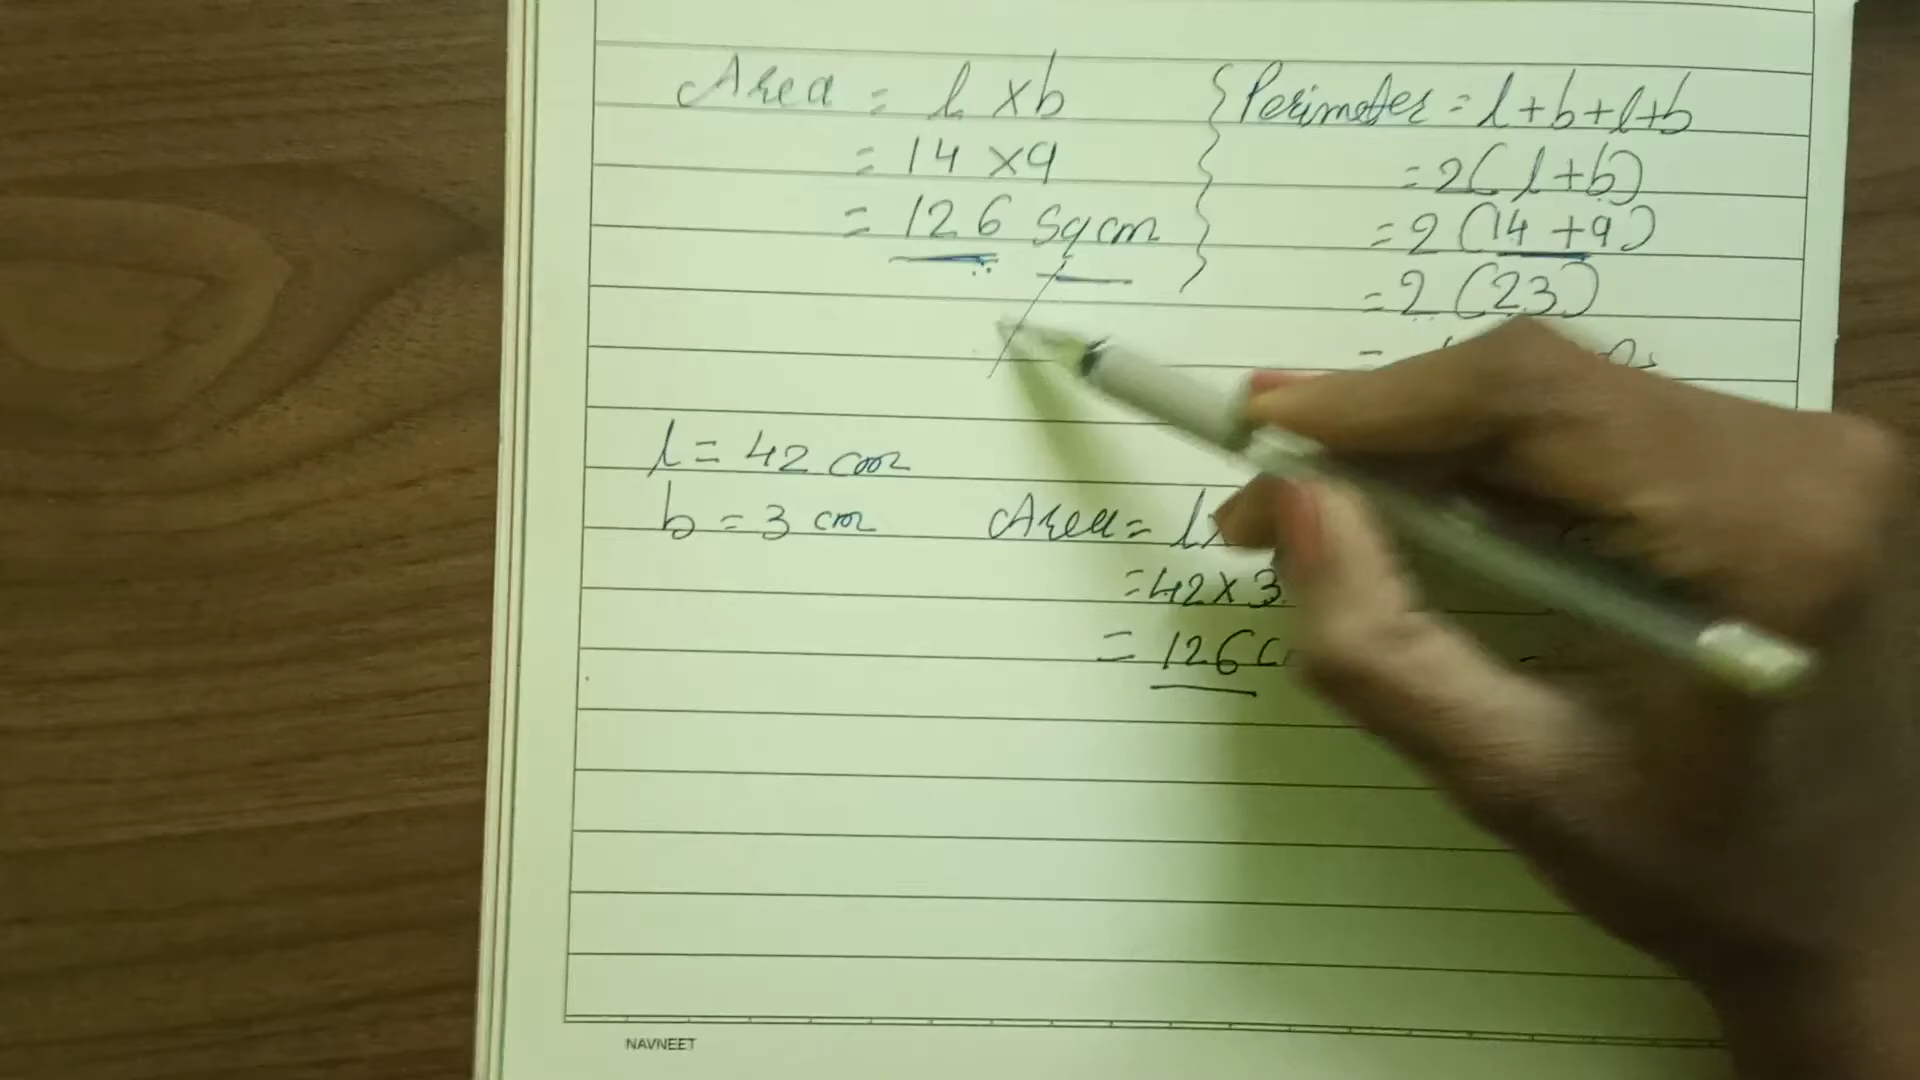 Area = l × b
= 14 × 9
= 126 sq cm
Perimeter = l+b+l+b
= 2(l+b)
= 2(14+9)
= 2(23)
=
l = 42 cm
b = 3 cm
Area = l×
= 42×3
= 126
NAVNEET